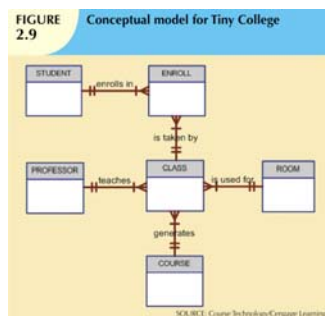 FIGURE
2.9
Conceptual model for Tiny College
STUDENT
enrolls in
ENROLL
is taken by
PROFESSOR
teaches
CLASS
is used for
ROOM
generates
COURSE
SOURCE: Course Technology/Cengage Learning